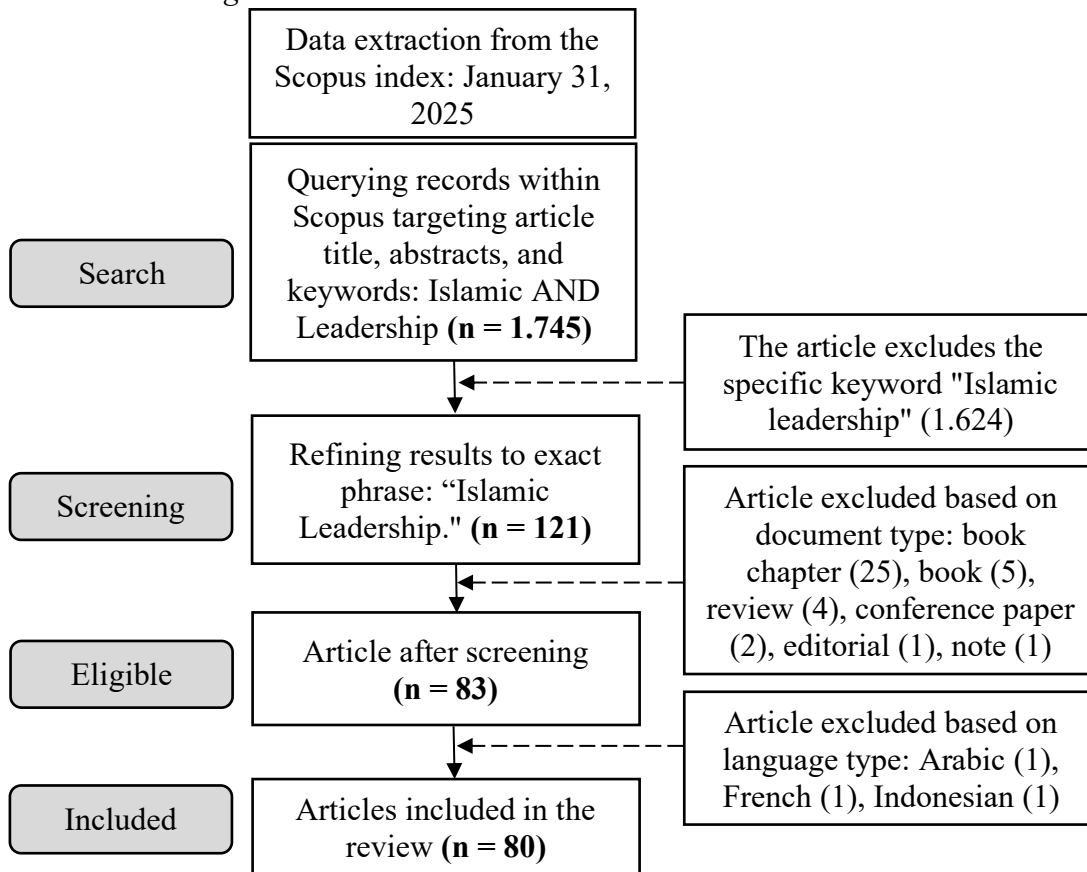 Data extraction from the
Scopus index: January 31,
2025
Querying records within
Scopus targeting article
title, abstracts, and
keywords: Islamic AND
Leadership (n = 1.745)
Search
The article excludes the
specific keyword "Islamic
leadership" (1.624)
Refining results to exact
phrase: “Islamic
Leadership." (n = 121)
Screening
Article excluded based on
document type: book
chapter (25), book (5),
review (4), conference paper
(2), editorial (1), note (1)
Article after screening
(n = 83)
Eligible
Article excluded based on
language type: Arabic (1),
French (1), Indonesian (1)
Articles included in the
review (n = 80)
Included